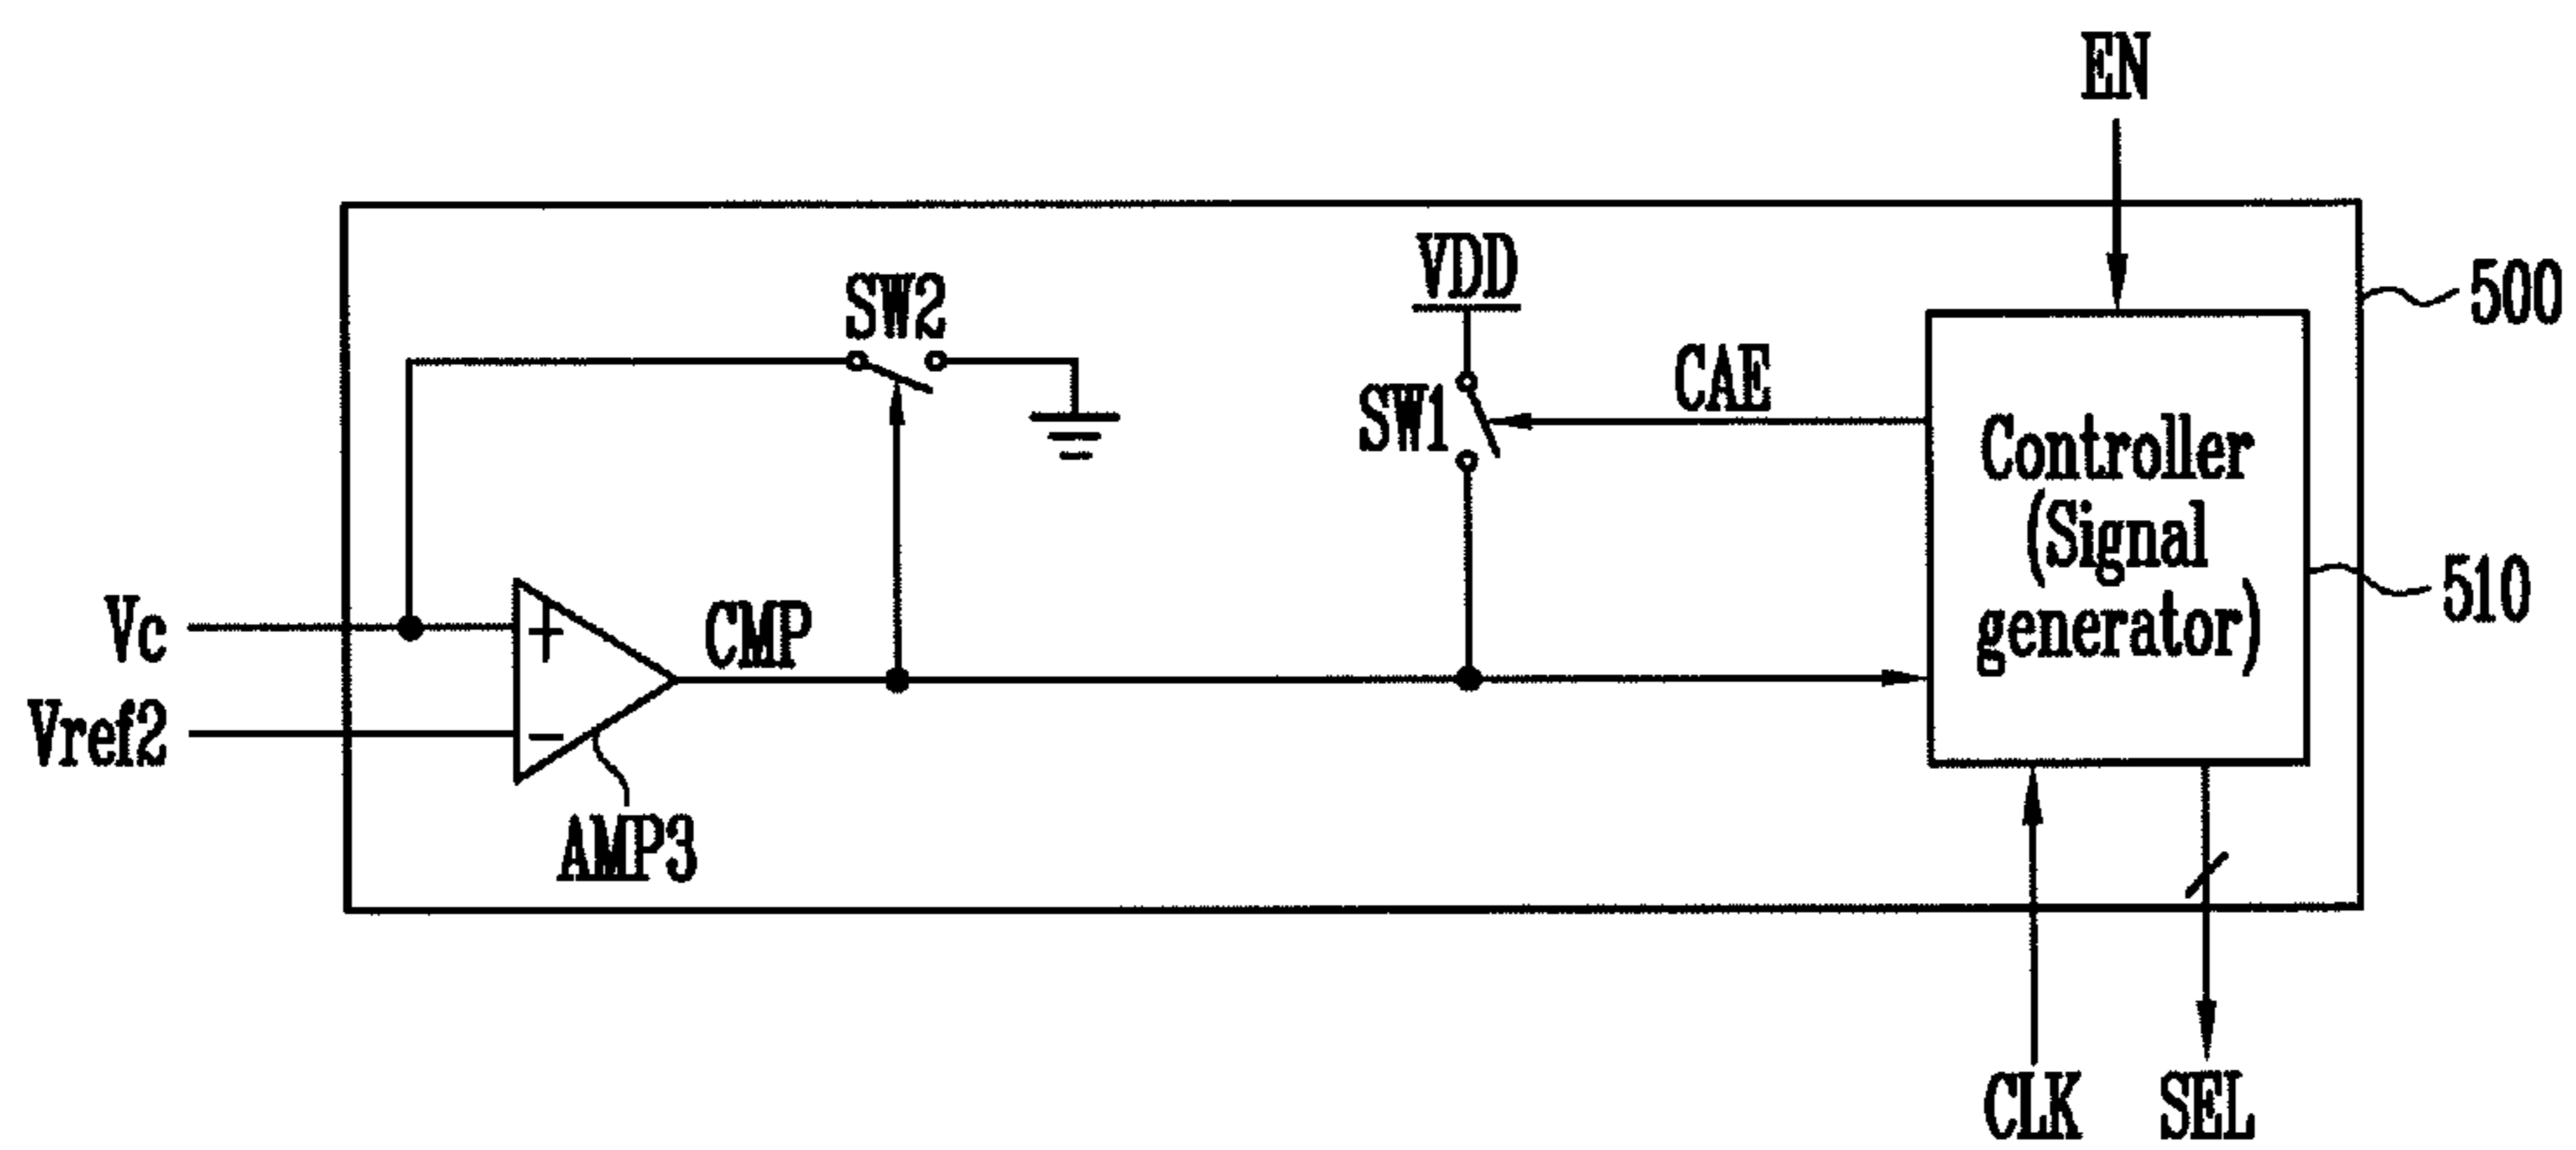 EN
VDD
SW2
500
CAE
SW1
Controller
(Signal
generator)
510
Vc
+
CMP
Vref2
−
AMP3
CLK
SEL